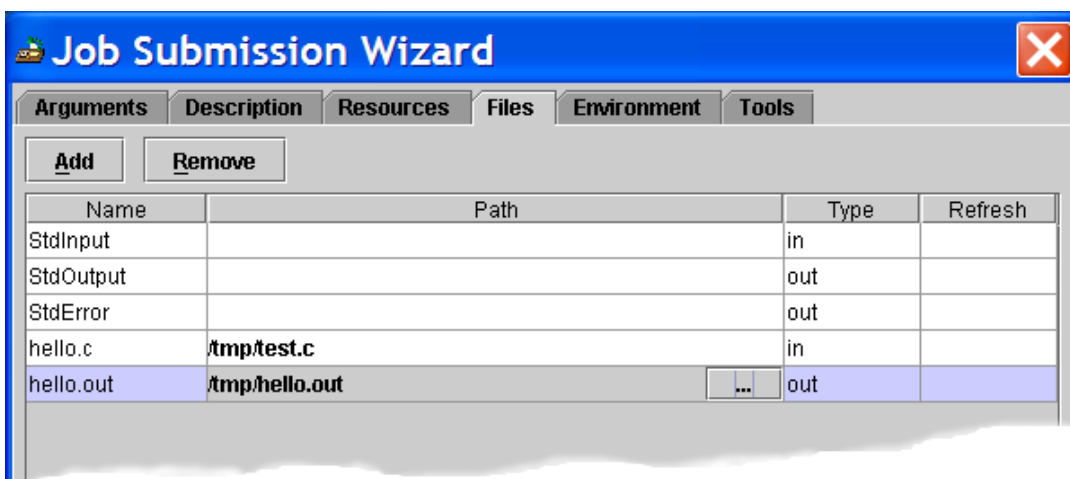 Job Submission Wizard
Arguments Description Resources Files Environment Tools
Add Remove
Name Path Type Refresh
StdInput in
StdOutput out
StdError out
hello.c /tmp/test.c in
hello.out /tmp/hello.out ... out